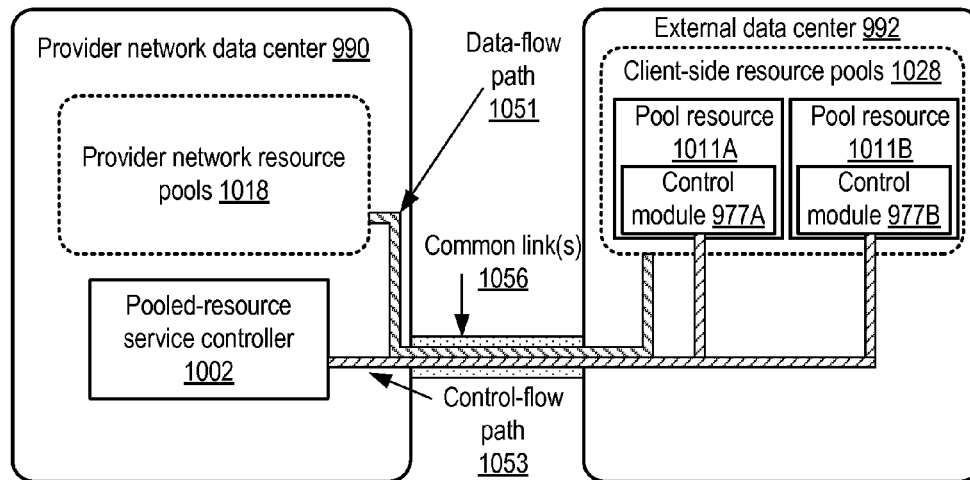 Provider network data center 990
Provider network resource
pools 1018
Pooled-resource
service controller
1002
Data-flow
path
1051
Common link(s)
1056
Control-flow
path
1053
External data center 992
Client-side resource pools 1028
Pool resource
1011A
Control
module 977A
Pool resource
1011B
Control
module 977B